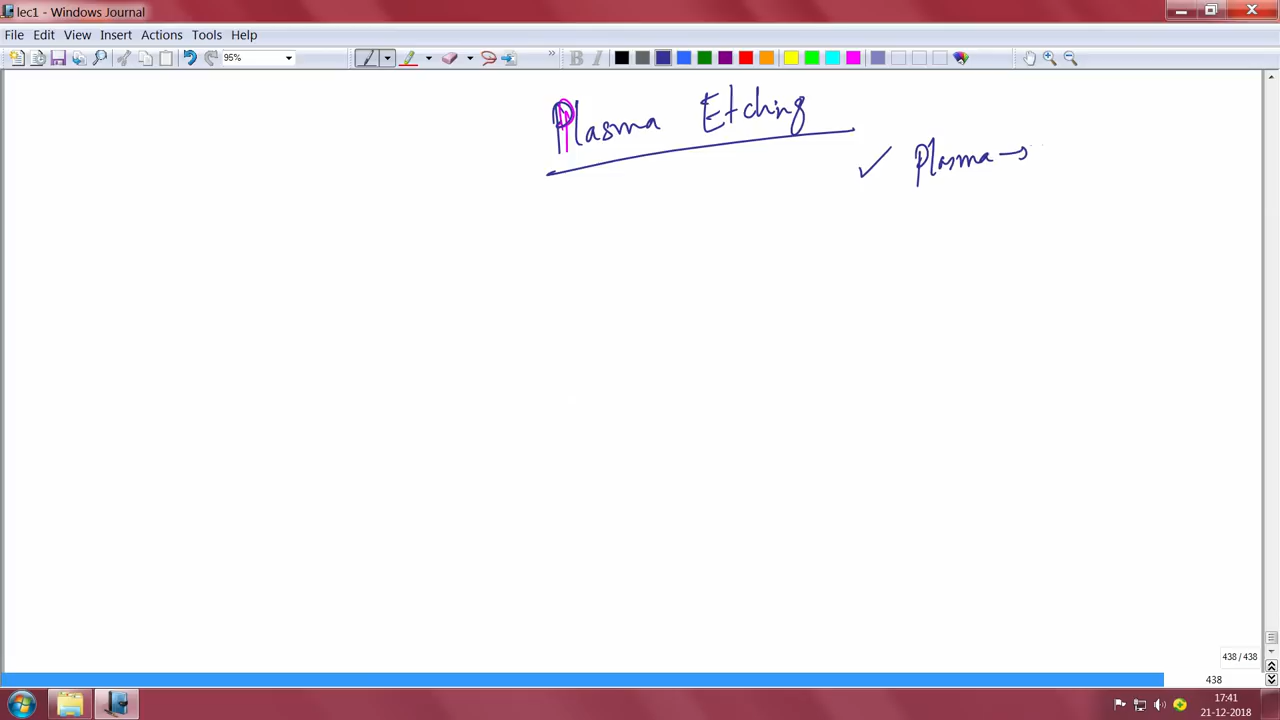 lec1 - Windows Journal
File Edit View Insert Actions Tools Help
95% » B I
Plasma Etching
✓ Plasma →
438 / 438
438
17:41
21-12-2018